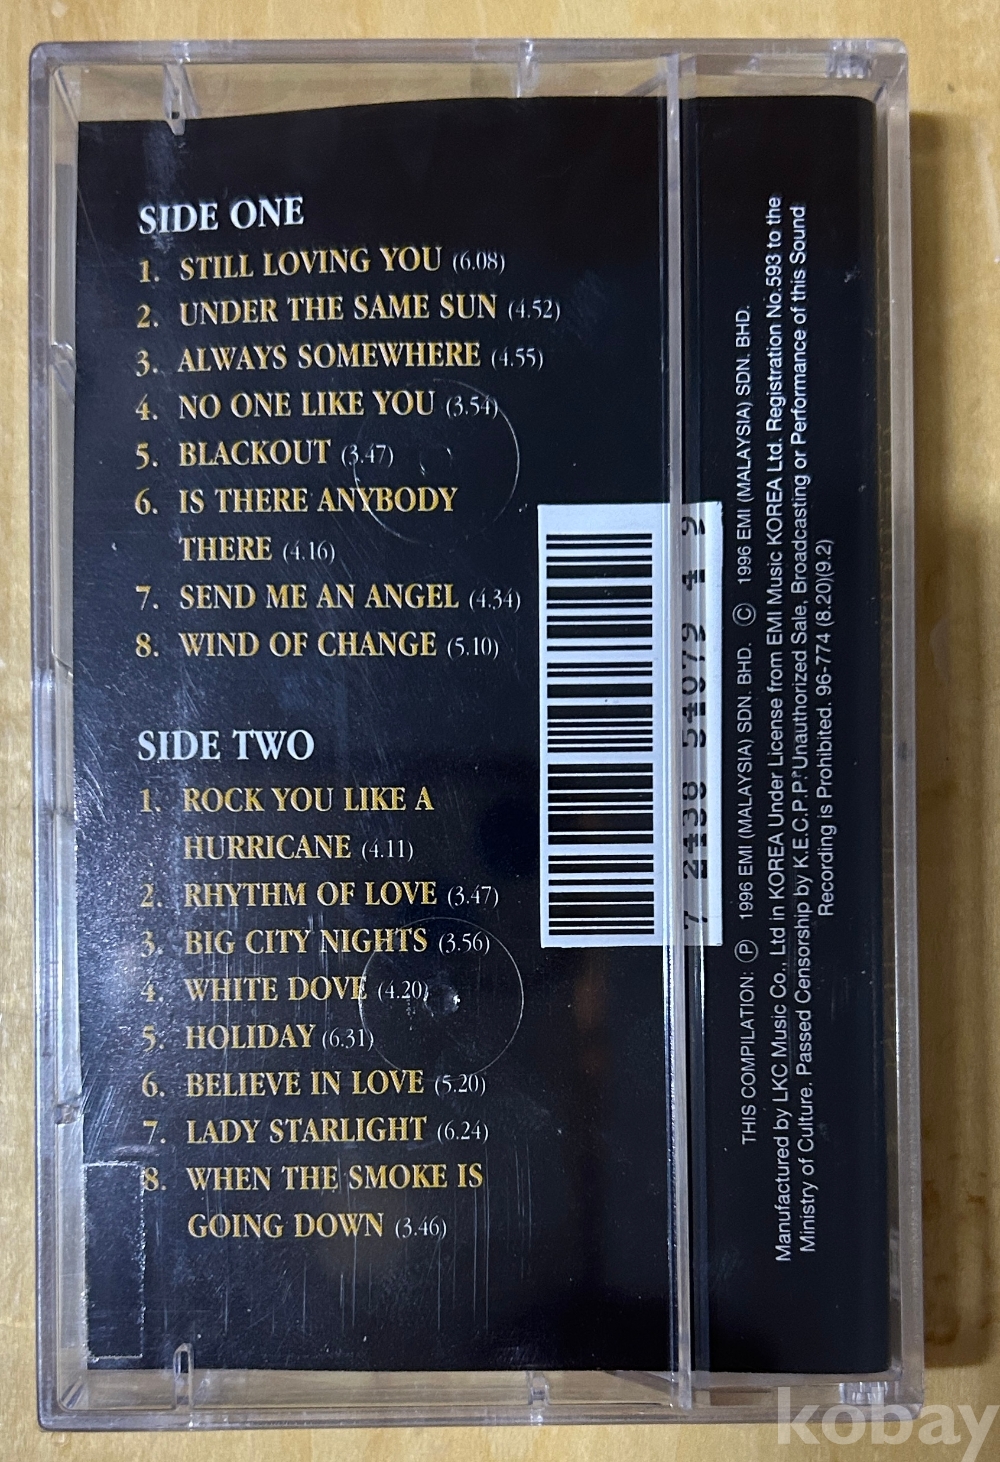 SIDE ONE
1. STILL LOVING YOU (6.08)
2. UNDER THE SAME SUN (4.52)
3. ALWAYS SOMEWHERE (4.55)
4. NO ONE LIKE YOU (3.54)
5. BLACKOUT (3.47)
6. IS THERE ANYBODY
THERE (4.16)
7. SEND ME AN ANGEL (4.34)
8. WIND OF CHANGE (5.10)
SIDE TWO
1. ROCK YOU LIKE A
HURRICANE (4.11)
2. RHYTHM OF LOVE (3.47)
3. BIG CITY NIGHTS (3.56)
4. WHITE DOVE (4.20)
5. HOLIDAY (6.31)
6. BELIEVE IN LOVE (5.20)
7. LADY STARLIGHT (6.24)
8. WHEN THE SMOKE IS
GOING DOWN (3.46)
7 2438 54079 4 9
THIS COMPILATION: Ⓟ 1996 EMI (MALAYSIA) SDN. BHD. © 1996 EMI (MALAYSIA) SDN. BHD.
Manufactured by LKC Music Co., Ltd in KOREA Under License from EMI Music KOREA Ltd. Registration No.593 to the
Ministry of Culture. Passed Censorship by K.E.C.P.P. Unauthorized Sale, Broadcasting or Performance of this Sound
Recording is Prohibited. 96-774 (8.20)(9.2)
kobay